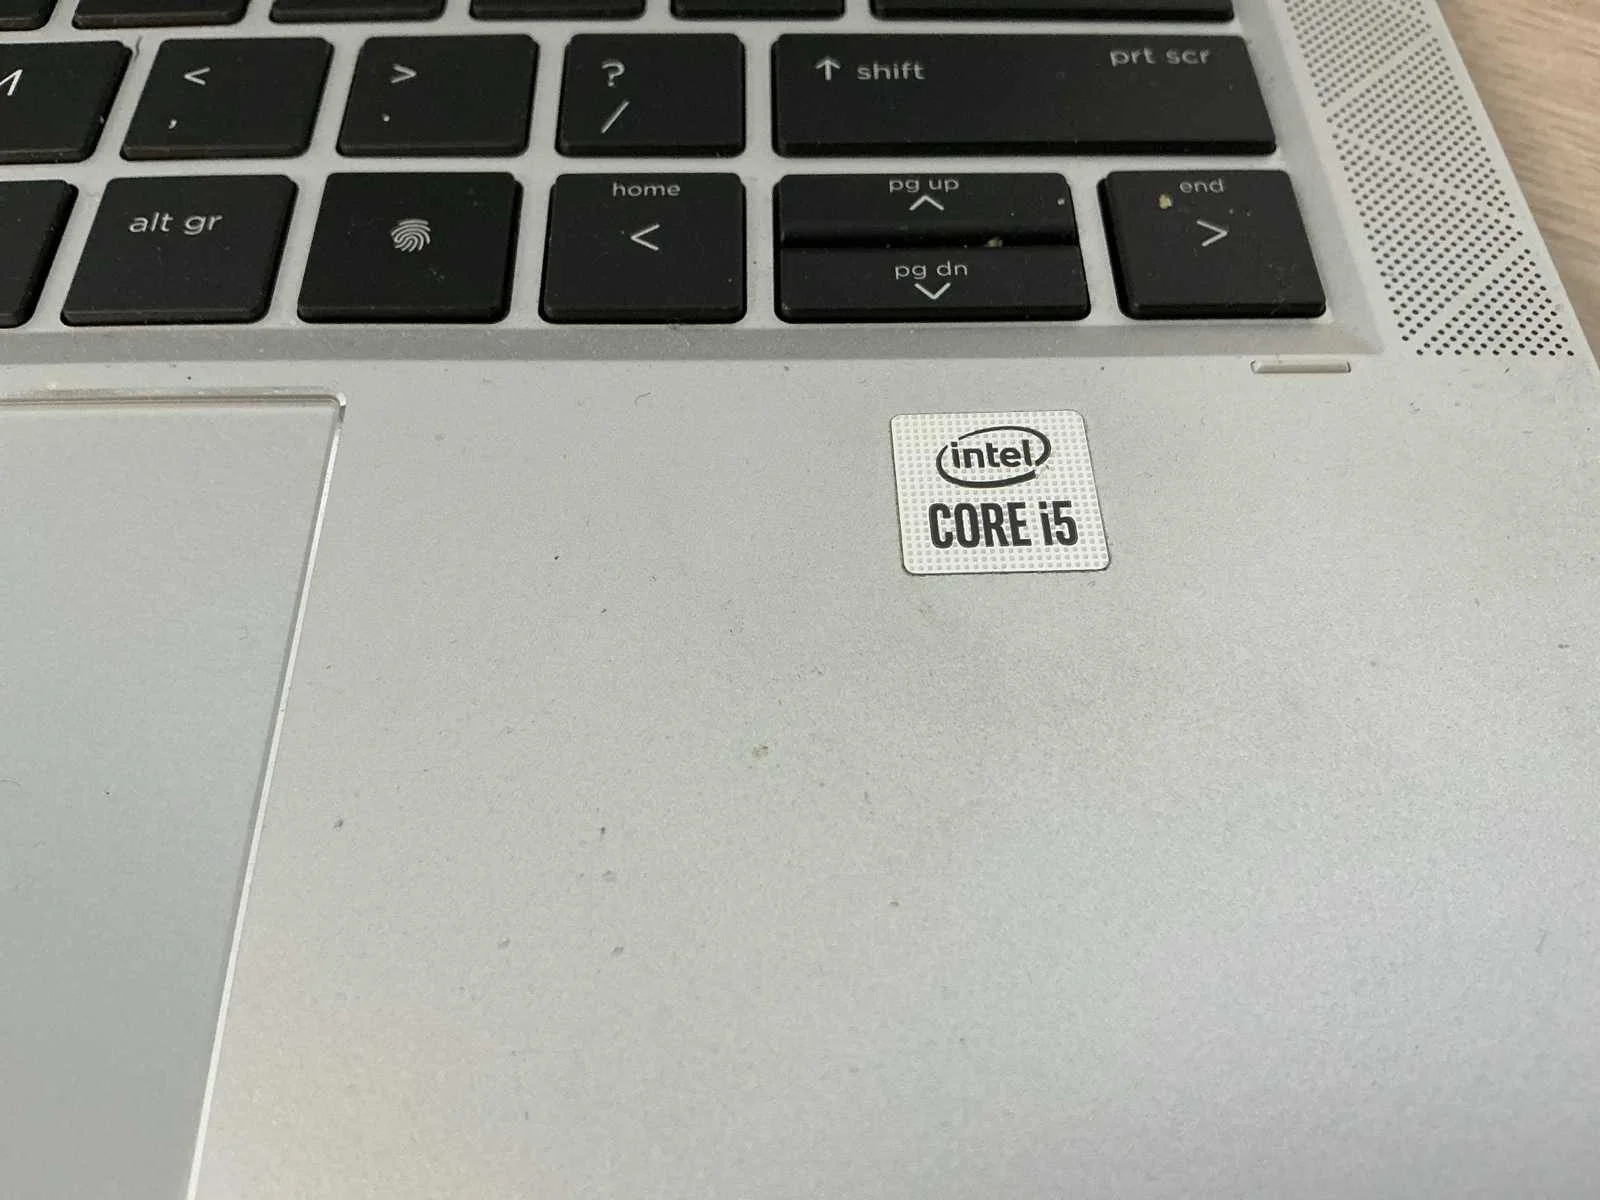 M < , > . ? / ↑ shift prt scr
alt gr home < pg up ^ end >
pg dn ˅
intel
CORE i5